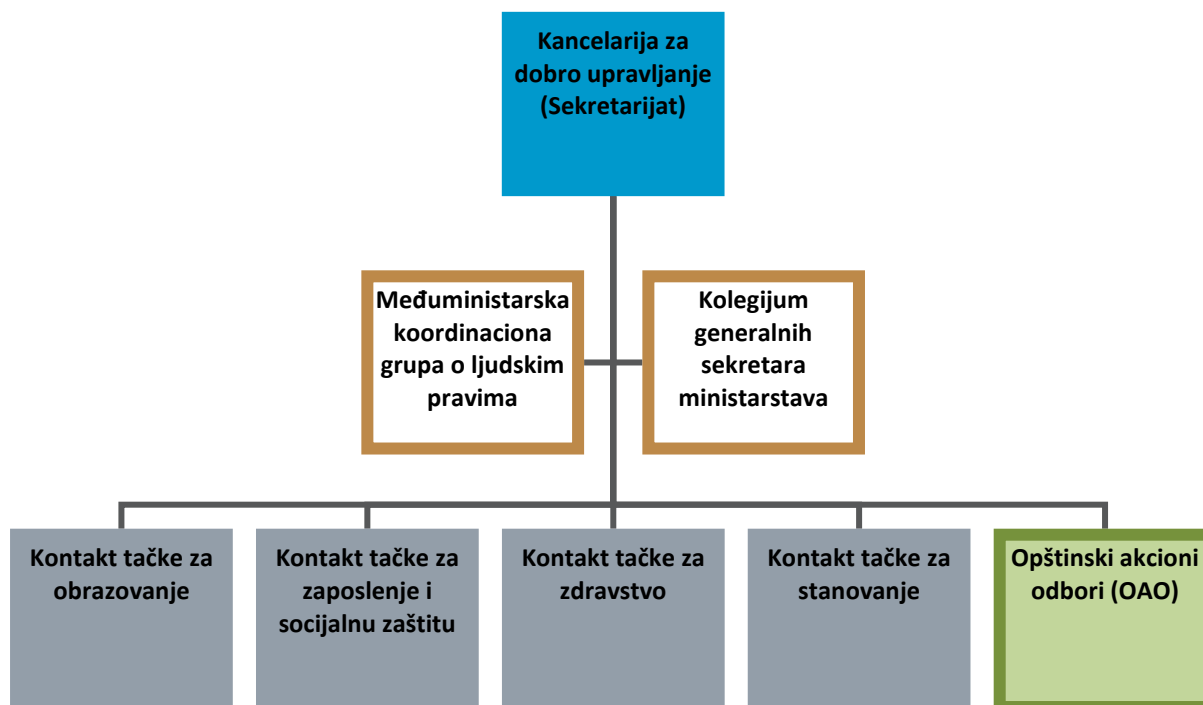 Kancelarija za
dobro upravljanje
(Sekretarijat)
Međuministarska
koordinaciona
grupa o ljudskim
pravima
Kolegijum
generalnih
sekretara
ministarstava
Kontakt tačke za
obrazovanje
Kontakt tačke za
zaposlenje i
socijalnu zaštitu
Kontakt tačke za
zdravstvo
Kontakt tačke za
stanovanje
Opštinski akcioni
odbori (OAO)